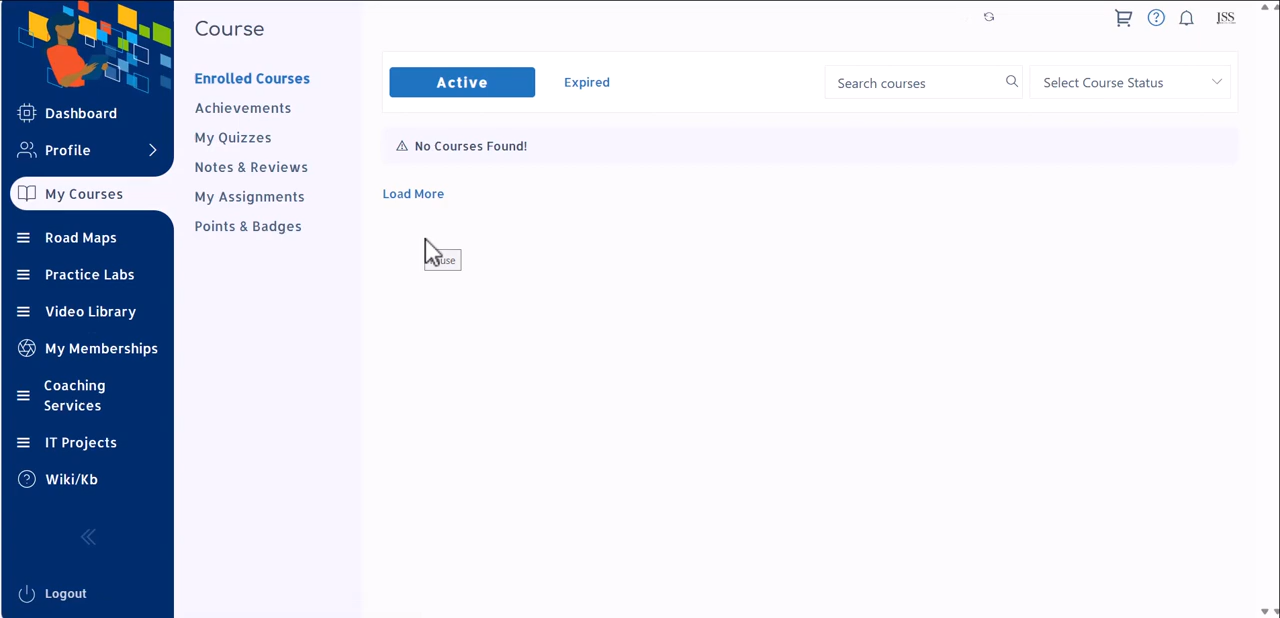 Course
JSS
Dashboard
Profile
My Courses
Road Maps
Practice Labs
Video Library
My Memberships
Coaching
Services
IT Projects
Wiki/Kb
Logout
Enrolled Courses
Achievements
My Quizzes
Notes & Reviews
My Assignments
Points & Badges
Active
Expired
Search courses
Select Course Status
No Courses Found!
Load More